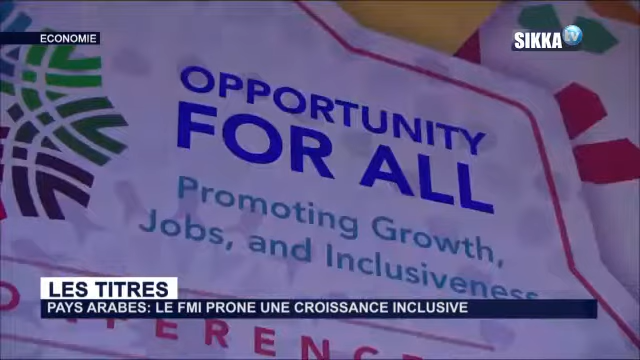 ECONOMIE
SIKKA tv
OPPORTUNITY
FOR ALL
Promoting Growth,
Jobs, and Inclusiveness
LES TITRES
PAYS ARABES: LE FMI PRONE UNE CROISSANCE INCLUSIVE